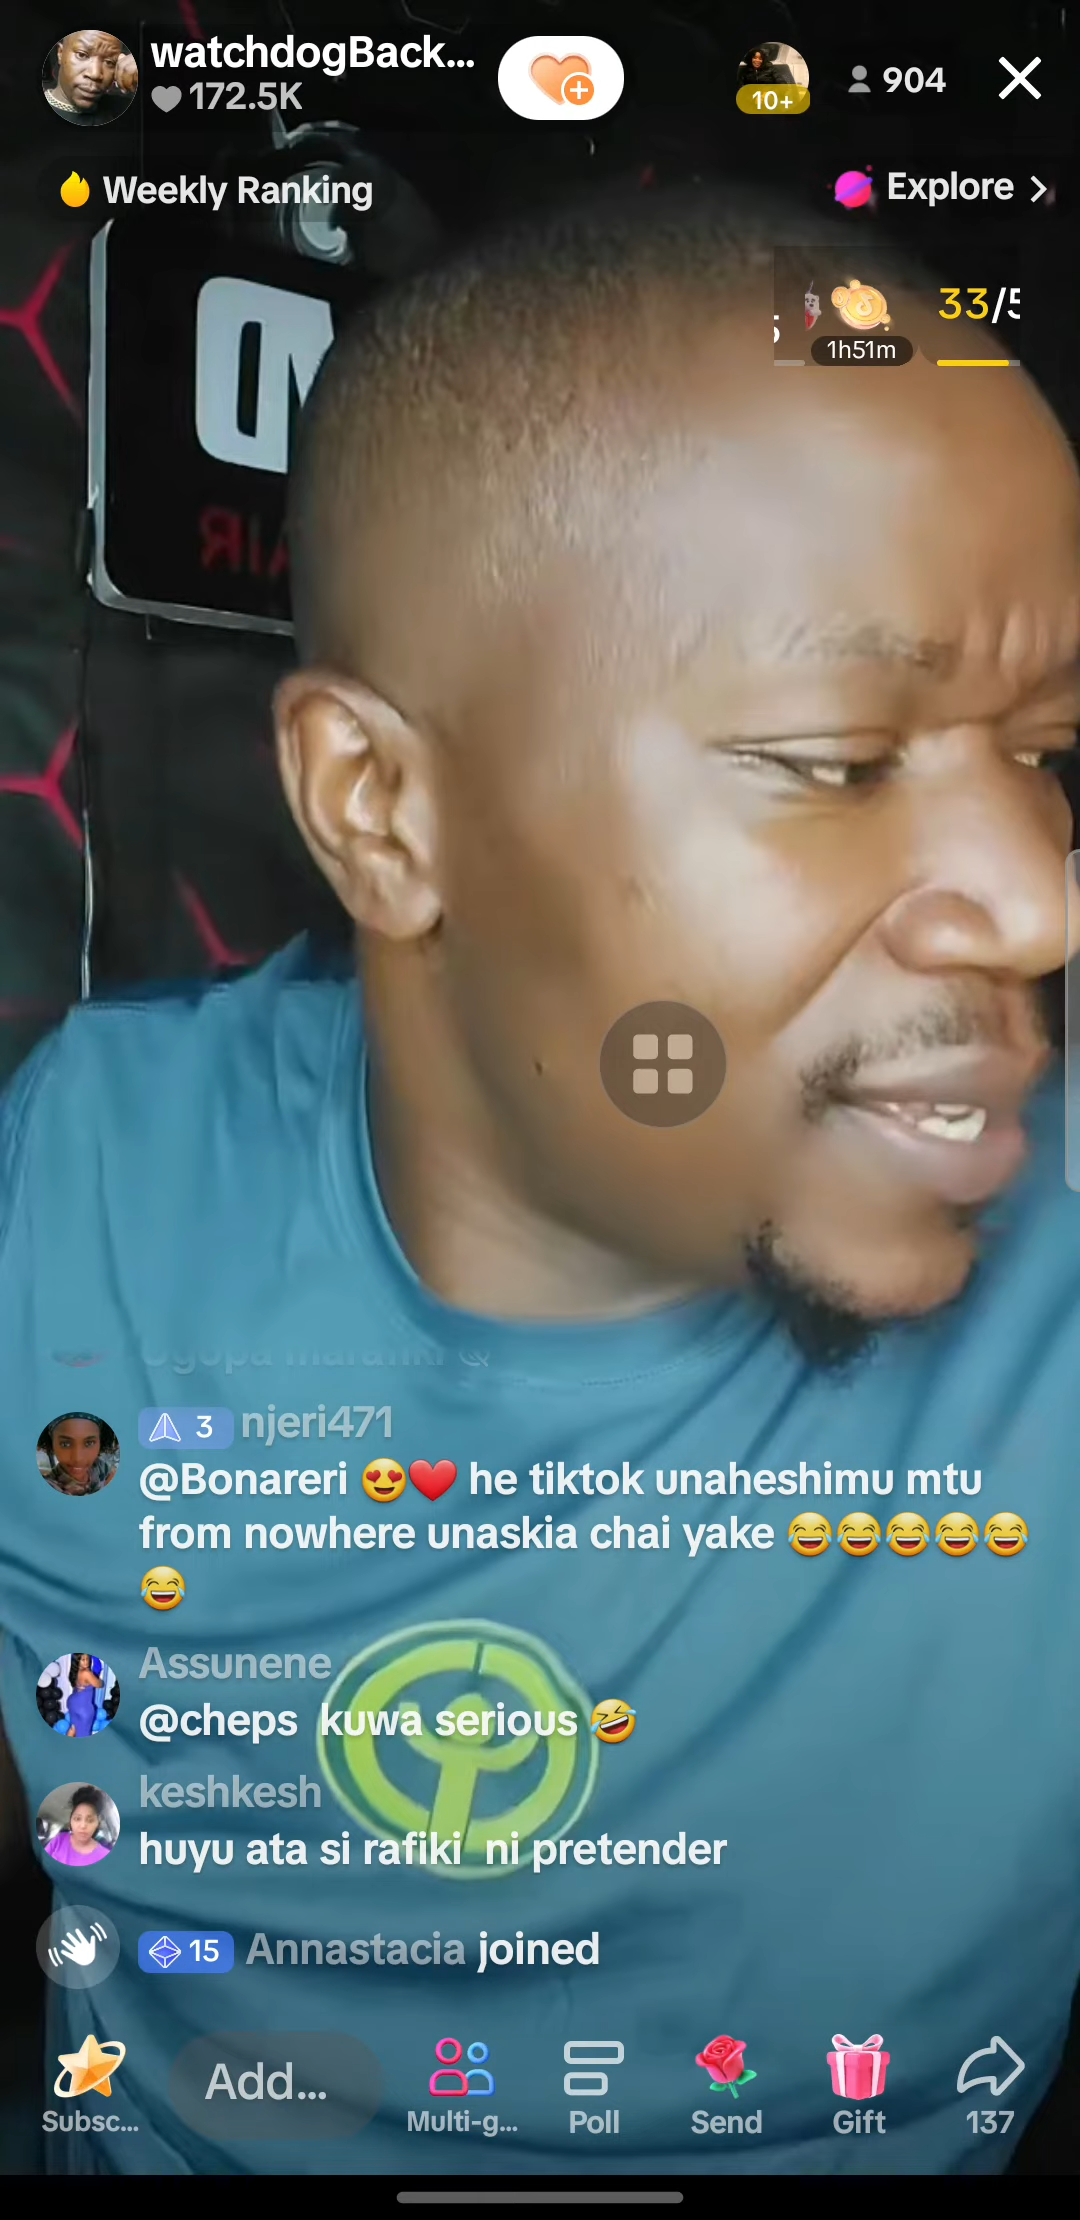 watchdogBack...
172.5K
10+
904
Weekly Ranking
Explore
33/5
1h51m
3 njeri471
@Bonareri 😍❤️ he tiktok unaheshimu mtu
from nowhere unaskia chai yake 😂😂😂😂😂
😂
Assunene
@cheps kuwa serious 🤣
keshkesh
huyu ata si rafiki ni pretender
15 Annastacia joined
Add...
Subsc...
Multi-g...
Poll
Send
Gift
137